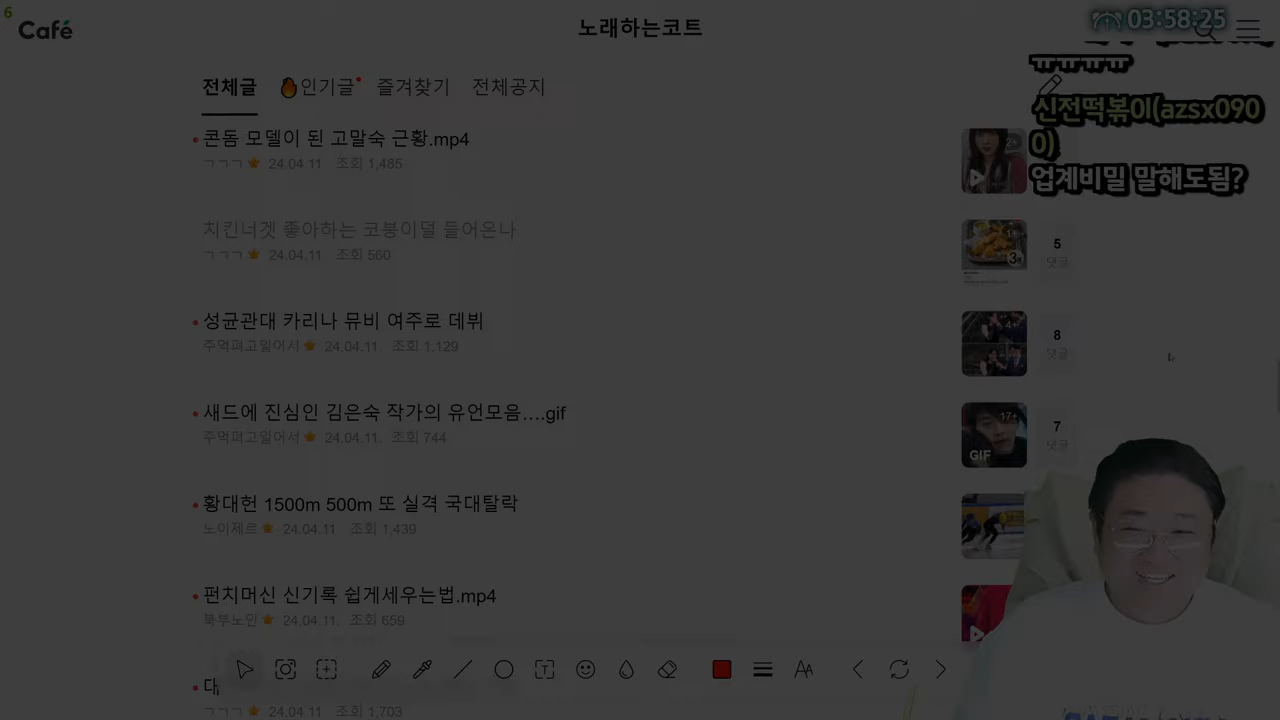 6
Café
노래하는코트
03:58:25
전체글 🔥인기글 즐겨찾기 전체공지
ㅠㅠㅠㅠ
신전떡볶이(azsx090
0)
업계비밀 말해도됨?
콘돔 모델이 된 고말숙 근황.mp4
ㄱㄱㄱ 24.04.11 조회 1,485
2+
치킨너겟 좋아하는 코붕이덜 들어온나
ㄱㄱㄱ 24.04.11 조회 560
3
5
댓글
성균관대 카리나 뮤비 여주로 데뷔
주먹펴고일어서 24.04.11. 조회 1,129
4+
8
댓글
새드에 진심인 김은숙 작가의 유언모음....gif
주먹펴고일어서 24.04.11. 조회 744
17+
GIF
7
댓글
황대헌 1500m 500m 또 실격 국대탈락
노이제르 24.04.11 조회 1,439
펀치머신 신기록 쉽게세우는법.mp4
북부노인 24.04.11. 조회 659
T
AA
ㄱㄱㄱ 24.04.11 조회 1,703